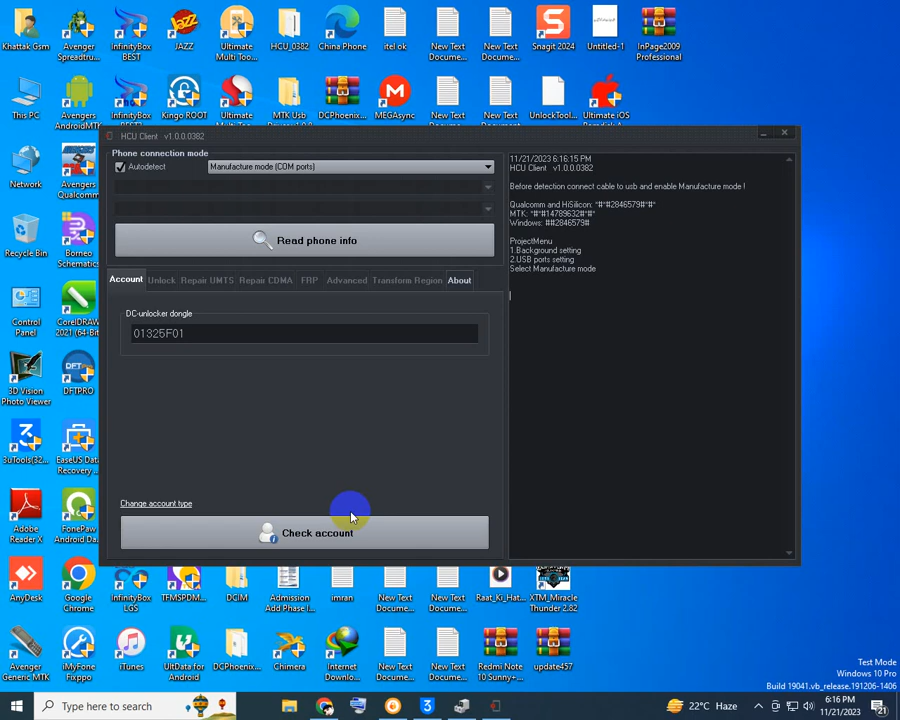 Khattak Gsm
Avenger Spreadtru...
InfinityBox BEST
JAZZ
Ultimate Multi Too...
HCU_0382
China Phone
itel ok
New Text Docume...
New Text Docume...
Snagit 2024
Untitled-1
InPage2009 Professional
This PC
Avenger AndroidMTK
InfinityBox BEST
Kingo ROOT
Ultimate
MTK Usb
DCPhoenix...
MEGAsync
New Text
New Text
UnlockTool...
Ultimate iOS
HCU Client v1.0.0.0382
Phone connection mode
Autodetect
Manufacture mode (COM ports)
Read phone info
Account Unlock Repair UMTS Repair CDMA FRP Advanced Transform Region About
DC-unlocker dongle
01325F01
Change account type
Check account
11/21/2023 6:16:15 PM
HCU Client v1.0.0.0382
Before detection connect cable to usb and enable Manufacture mode !
Qualcomm and HiSilicon: *#*#2846579#*#*
MTK: *#*#14789632#*#*
Windows: ##2846579#
ProjectMenu
1.Background setting
2.USB ports setting
Select Manufacture mode
Network
Avengers Qualcomm
Recycle Bin
Borneo Schematics
Control Panel
CorelDRAW 2021 (64-Bit)
3D Vision Photo Viewer
DFTPRO
3uTools(32...
EaseUS Data Recovery ...
Adobe Reader X
FonePaw Android Da...
AnyDesk
Google Chrome
InfinityBox LGS
TFMSPDM...
DCIM
Admission Add Phase I...
imran
New Text Docume...
New Text Docume...
Raat_Ki_Hat...
XTM_Miracle Thunder 2.82
Avenger Generic MTK
iMyFone Fixppo
iTunes
UltData for Android
DCPhoenix...
Chimera
Internet Downlo...
New Text Docume...
New Text Docume...
Redmi Note 10 Sunny+...
update457
Test Mode
Windows 10 Pro
Build 19041.vb_release.191206-1406
Type here to search
22°C Haze
6:16 PM
11/21/2023
21